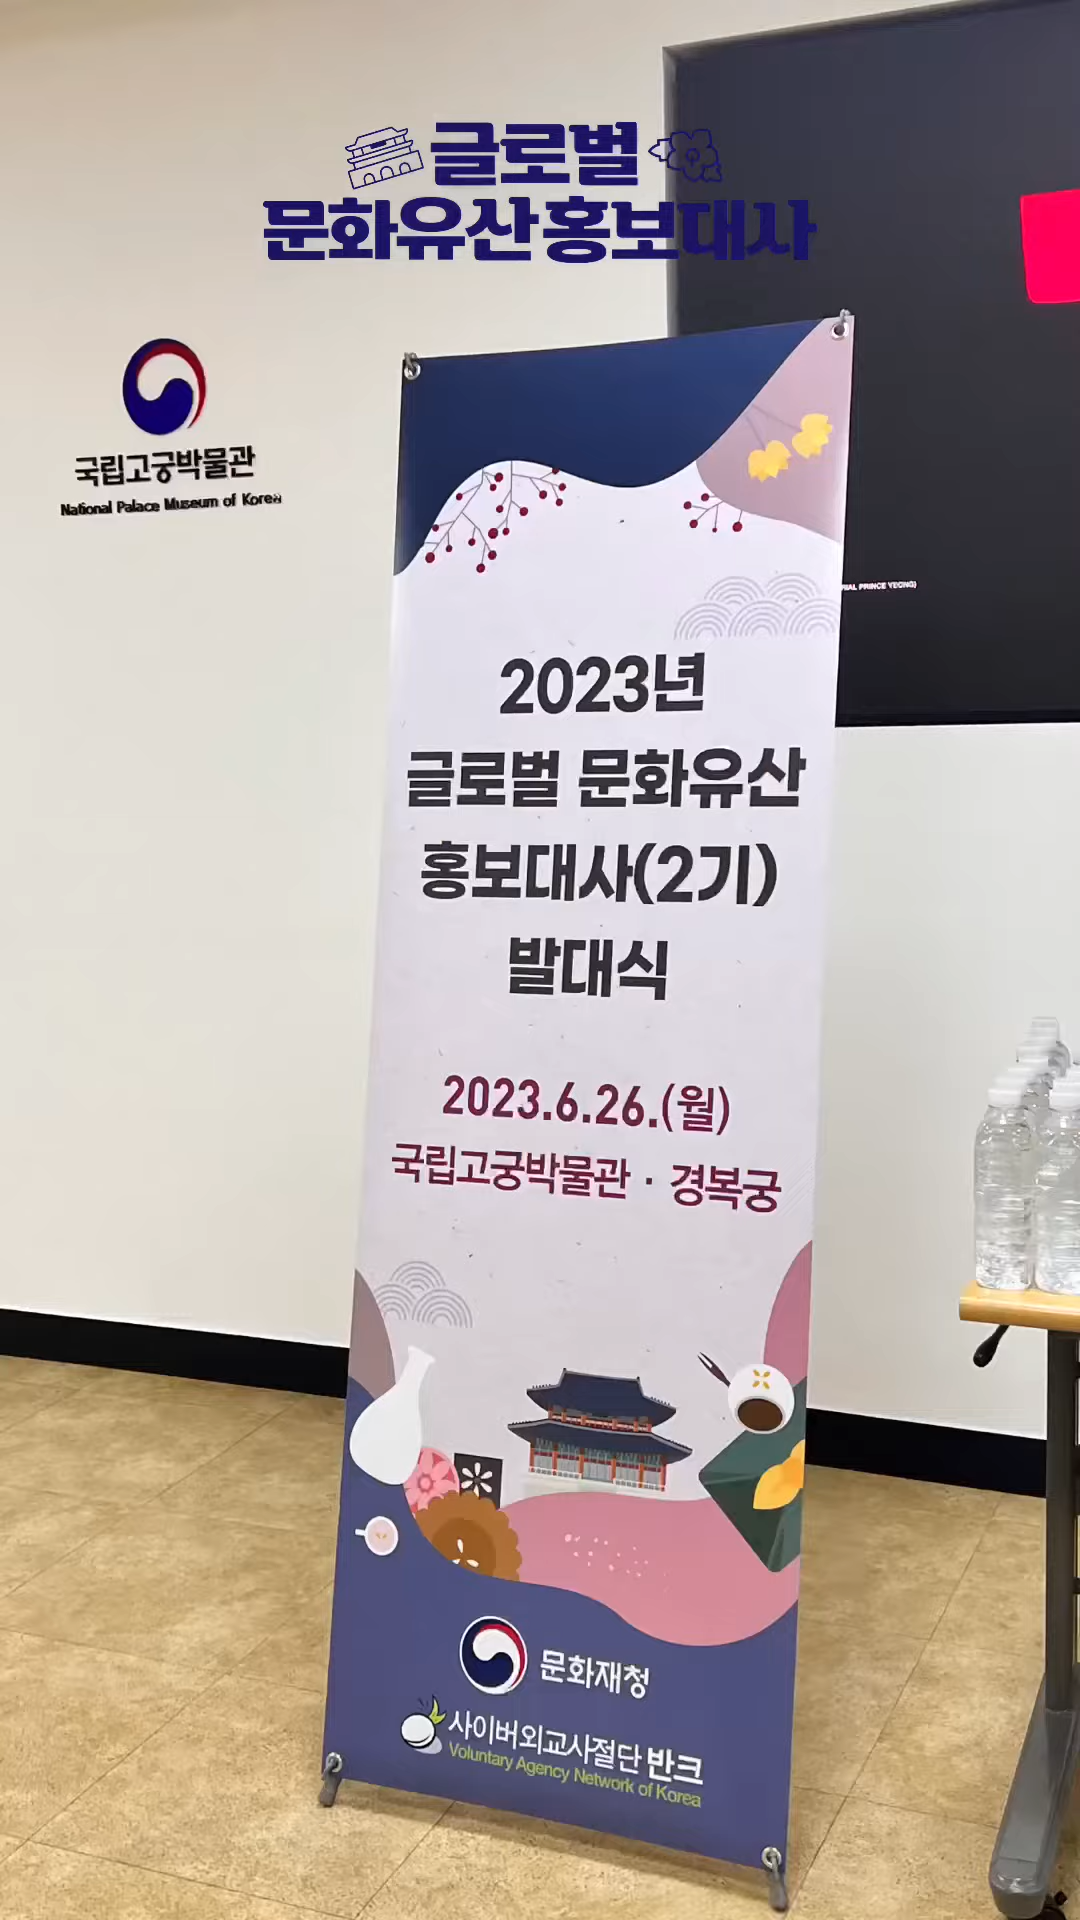 글로벌
문화유산홍보대사
국립고궁박물관
National Palace Museum of Korea
RIAL PRINCE YEONG)
2023년
글로벌 문화유산
홍보대사(2기)
발대식
2023.6.26.(월)
국립고궁박물관 · 경복궁
문화재청
사이버외교사절단 반크
Voluntary Agency Network of Korea